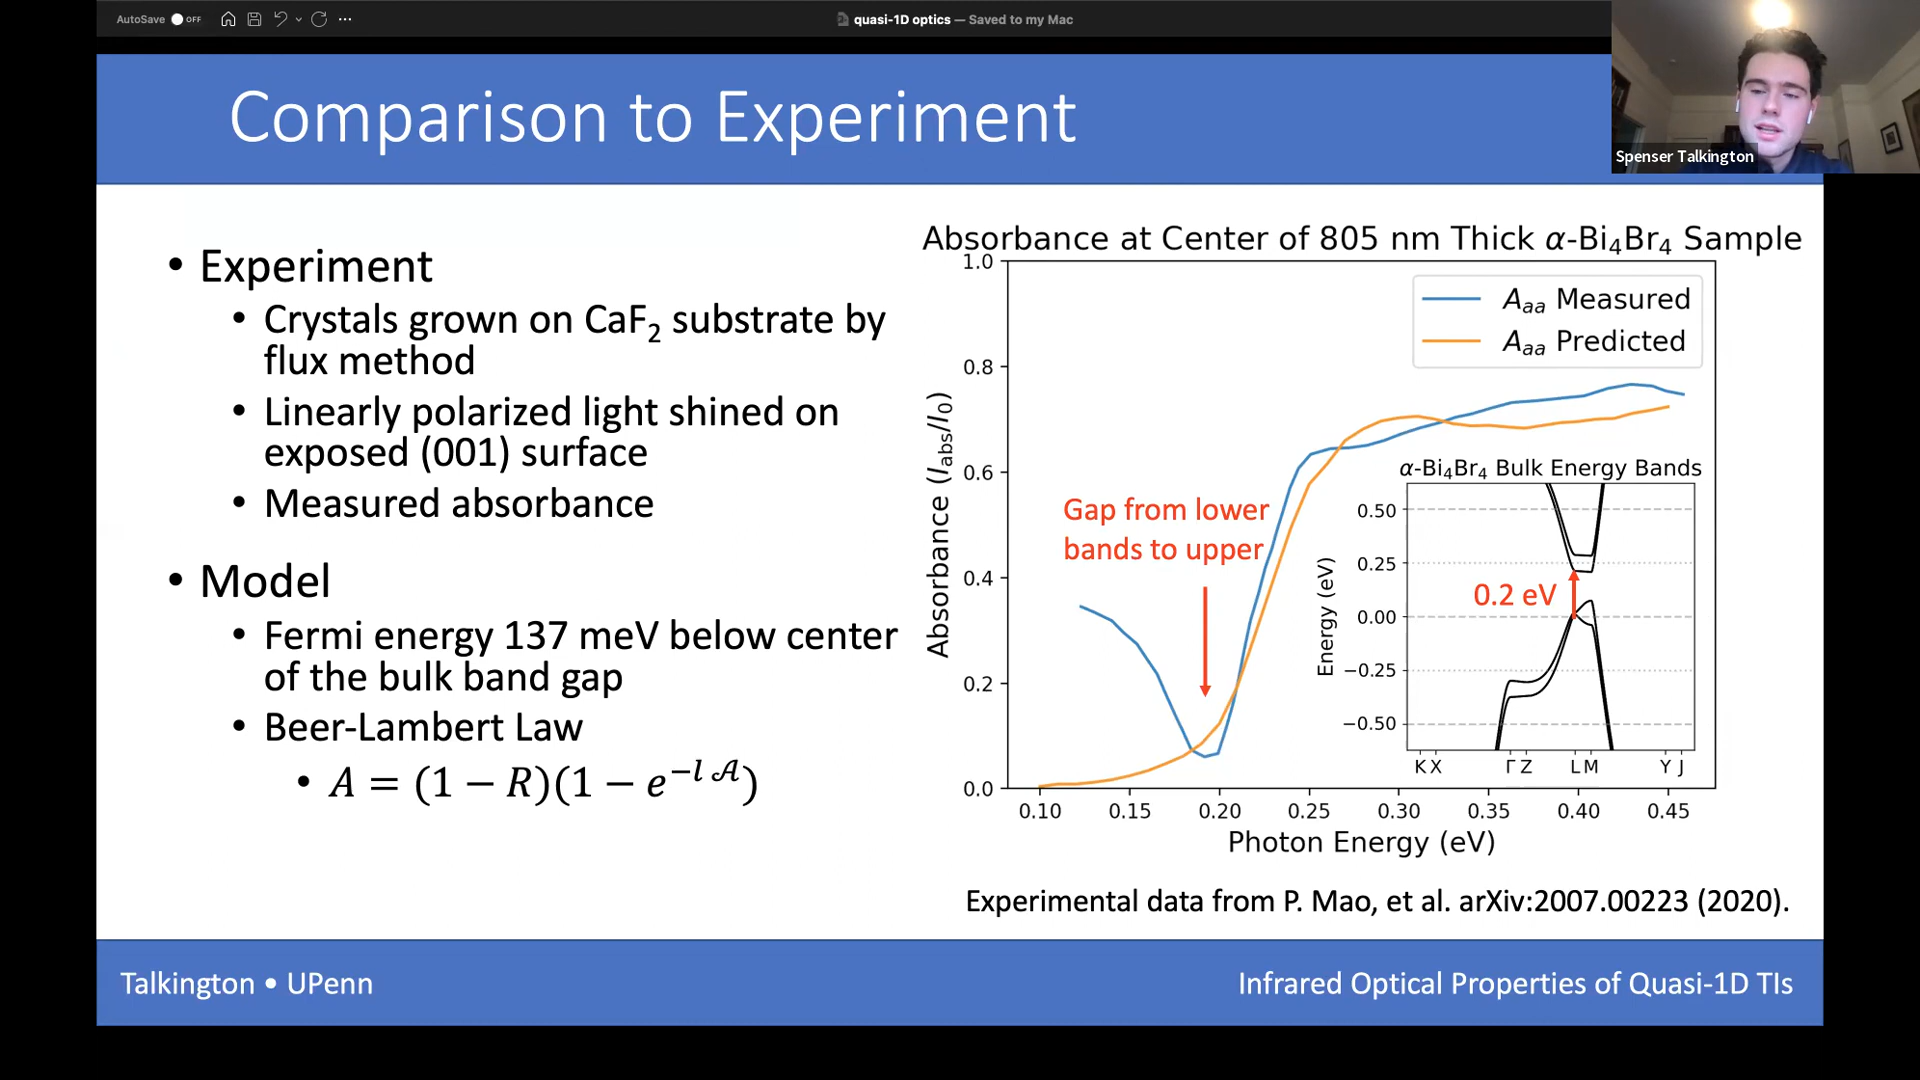 AutoSave OFF
quasi-1D optics — Saved to my Mac
Comparison to Experiment
Spenser Talkington
• Experiment
• Crystals grown on CaF₂ substrate by
flux method
• Linearly polarized light shined on
exposed (001) surface
• Measured absorbance
• Model
• Fermi energy 137 meV below center
of the bulk band gap
• Beer-Lambert Law
• A = (1 − R)(1 − e^{−l 𝒜})
Absorbance at Center of 805 nm Thick α-Bi₄Br₄ Sample
A_aa Measured
A_aa Predicted
Absorbance (I_abs/I_0)
1.0
0.8
0.6
0.4
0.2
0.0
Gap from lower
bands to upper
0.10 0.15 0.20 0.25 0.30 0.35 0.40 0.45
Photon Energy (eV)
α-Bi₄Br₄ Bulk Energy Bands
Energy (eV)
0.50
0.25
0.00
−0.25
−0.50
0.2 eV
K X Γ Z L M Y J
Experimental data from P. Mao, et al. arXiv:2007.00223 (2020).
Talkington • UPenn
Infrared Optical Properties of Quasi-1D TIs